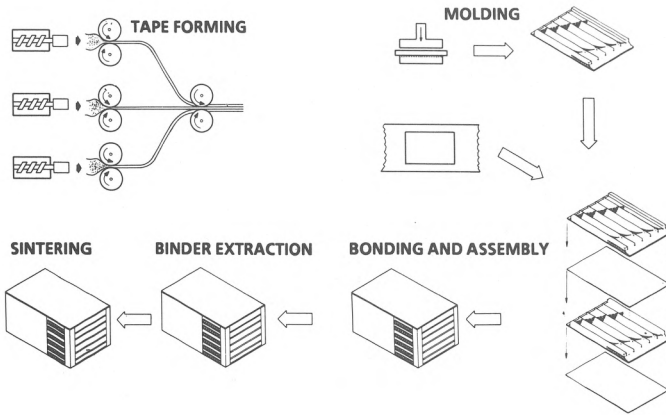 TAPE FORMING
MOLDING
SINTERING
BINDER EXTRACTION
BONDING AND ASSEMBLY